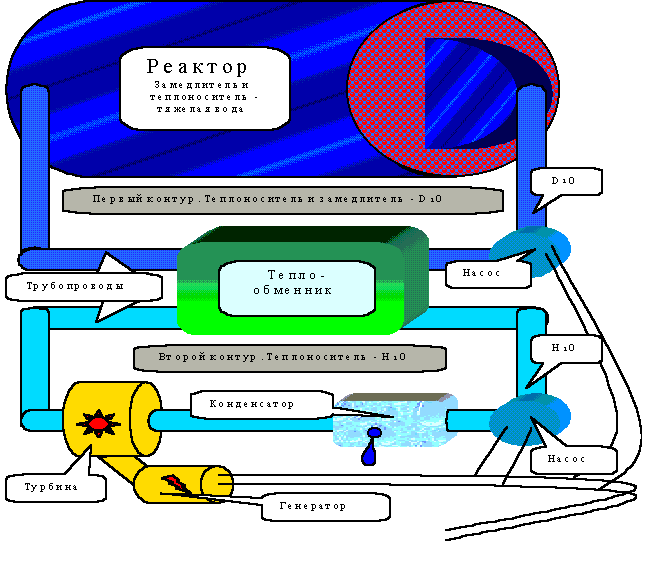 Реактор
Замедлитель и
теплоноситель -
тяжелая вода
D₂O
Первый контур. Теплоноситель и замедлитель - D₂O
Тепло-
обменник
Насос
Трубопроводы
H₂O
Второй контур. Теплоноситель - H₂O
Конденсатор
Насос
Турбина
Генератор